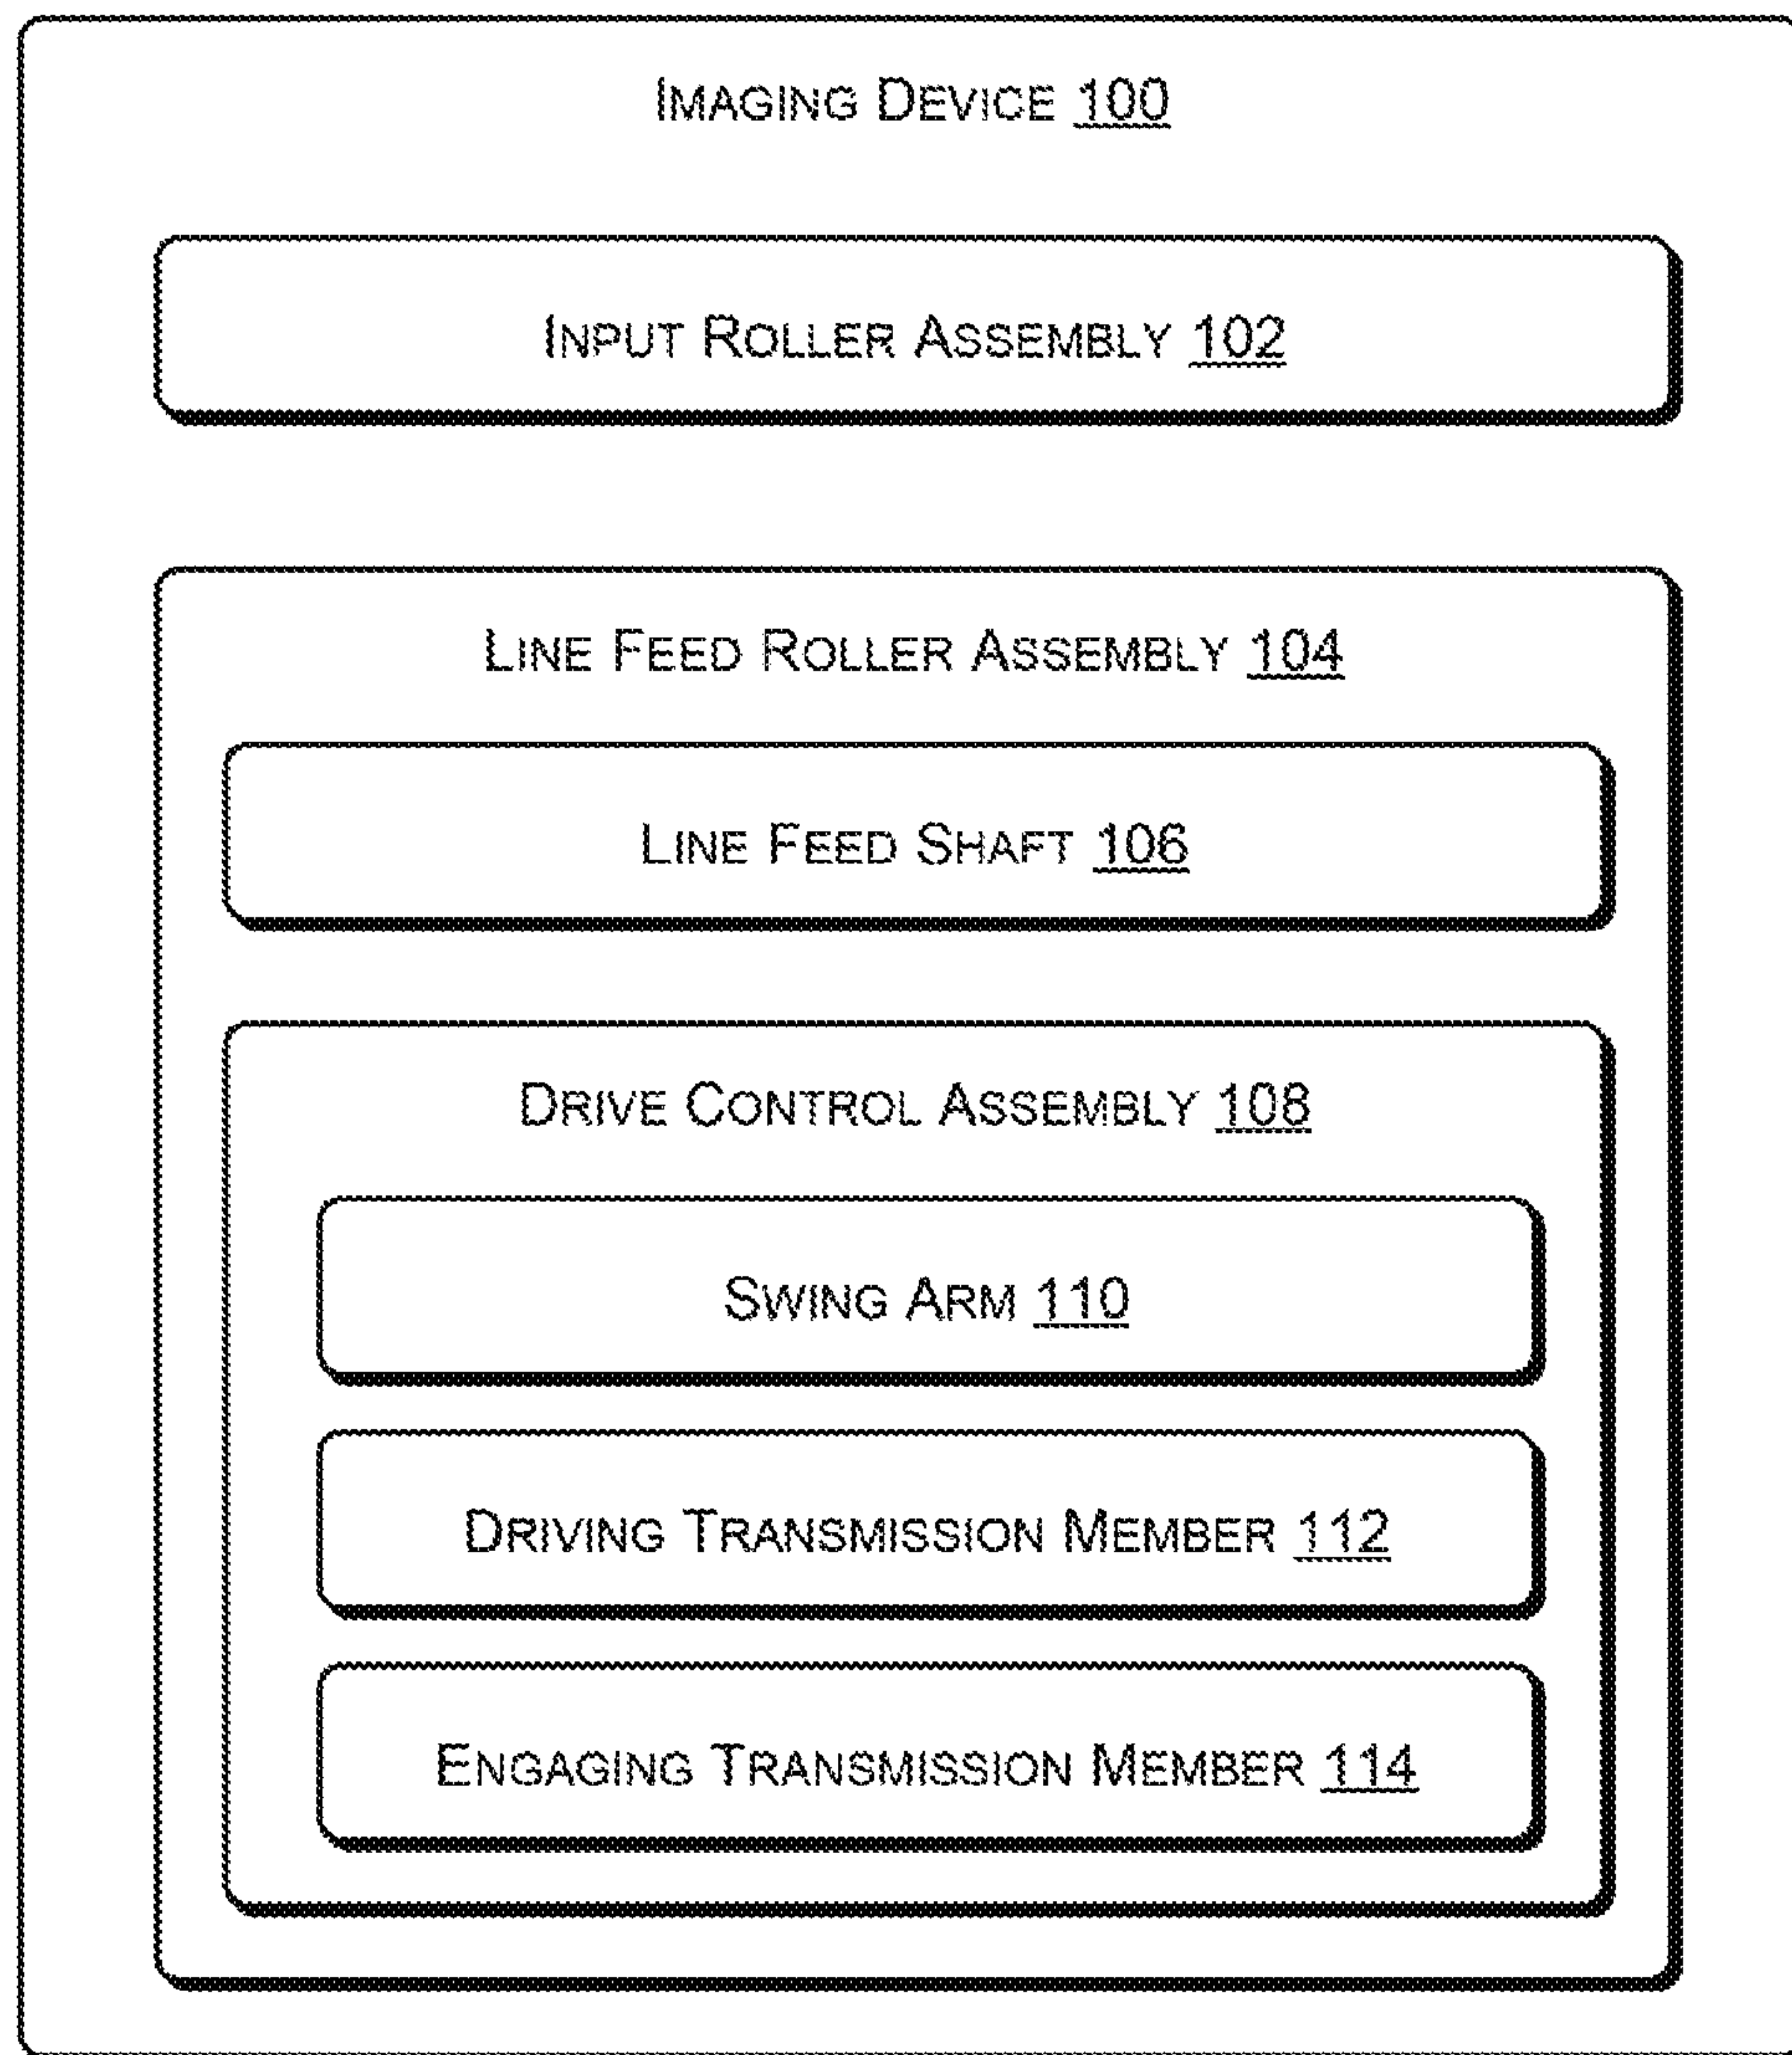 IMAGING DEVICE 100
INPUT ROLLER ASSEMBLY 102
LINE FEED ROLLER ASSEMBLY 104
LINE FEED SHAFT 106
DRIVE CONTROL ASSEMBLY 108
SWING ARM 110
DRIVING TRANSMISSION MEMBER 112
ENGAGING TRANSMISSION MEMBER 114